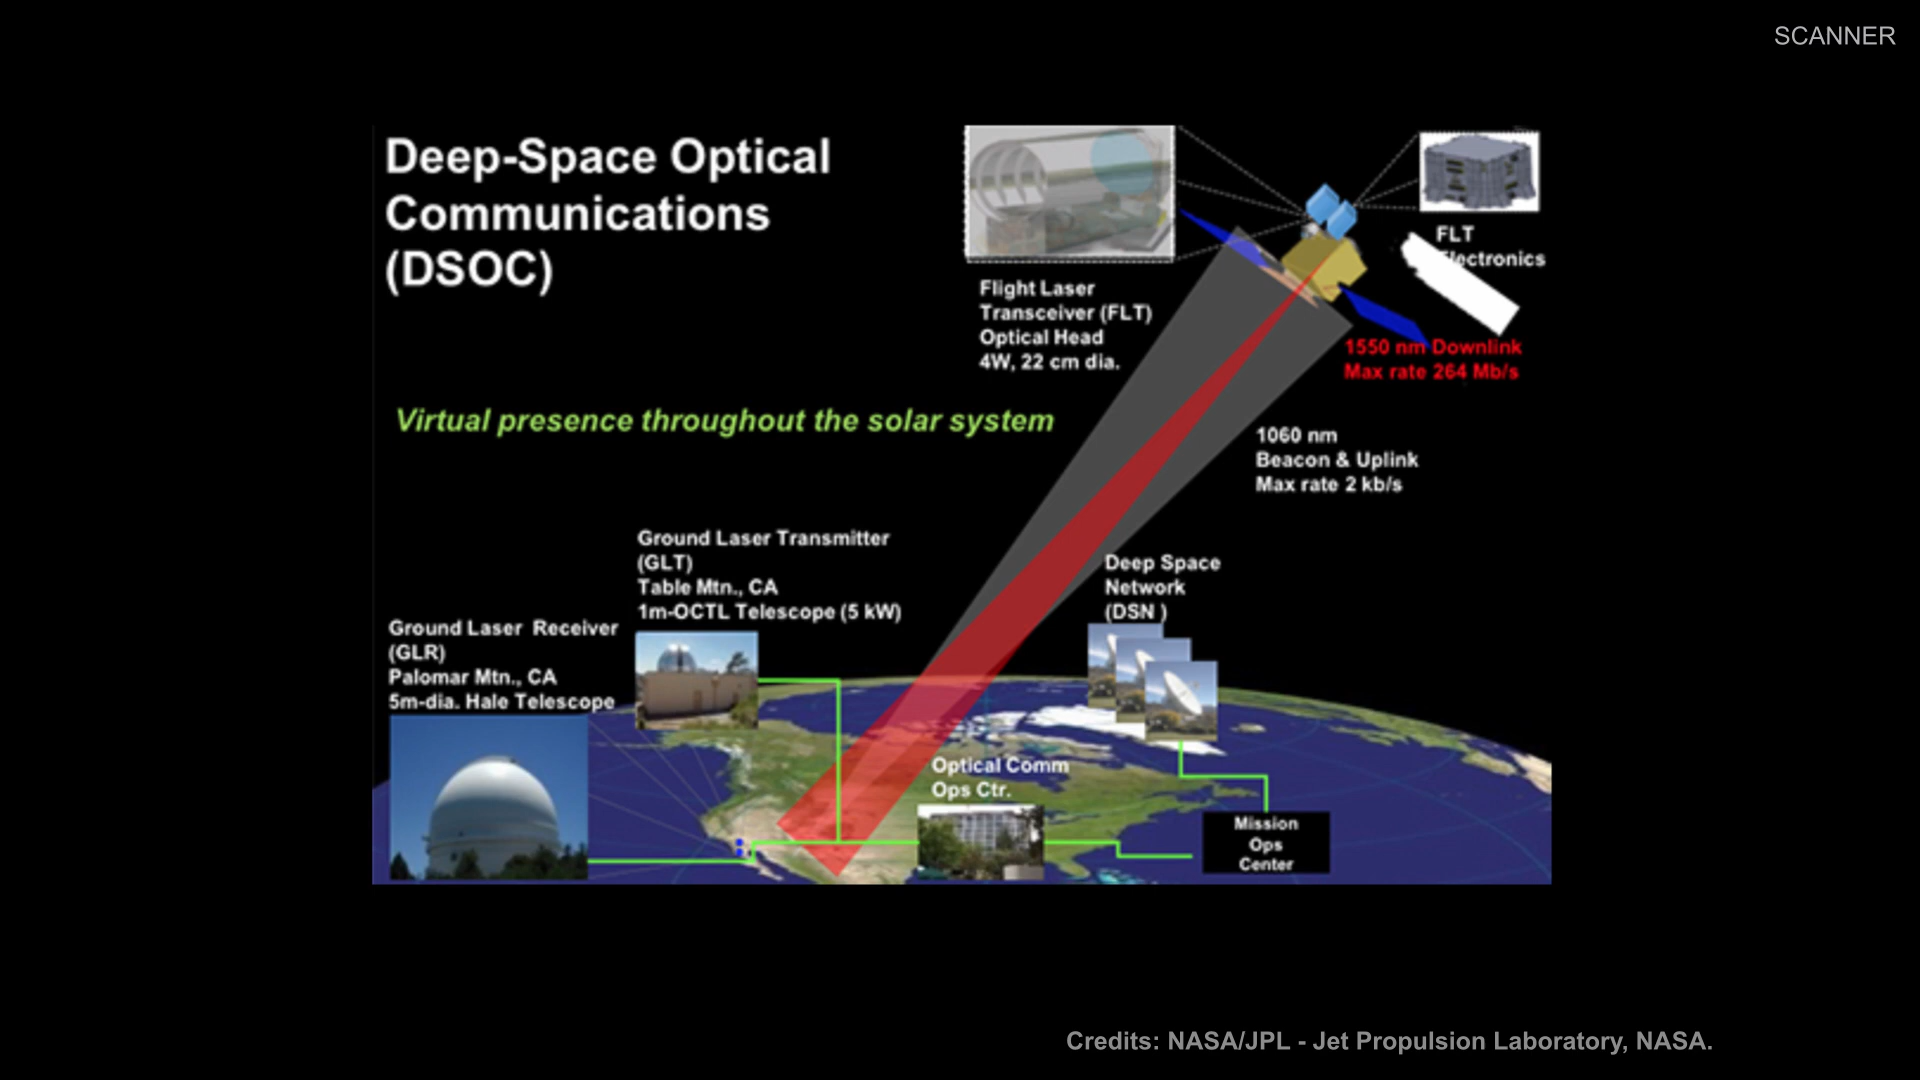 SCANNER
Deep-Space Optical
Communications
(DSOC)
Flight Laser
Transceiver (FLT)
Optical Head
4W, 22 cm dia.
FLT
Electronics
1550 nm Downlink
Max rate 264 Mb/s
Virtual presence throughout the solar system
1060 nm
Beacon & Uplink
Max rate 2 kb/s
Ground Laser Transmitter
(GLT)
Table Mtn., CA
1m-OCTL Telescope (5 kW)
Deep Space
Network
(DSN )
Ground Laser Receiver
(GLR)
Palomar Mtn., CA
5m-dia. Hale Telescope
Optical Comm
Ops Ctr.
Mission
Ops
Center
Credits: NASA/JPL - Jet Propulsion Laboratory, NASA.